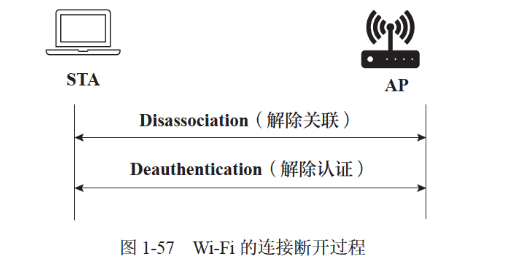 STA
AP
Disassociation（解除关联）
Deauthentication（解除认证）
图 1-57 Wi-Fi 的连接断开过程